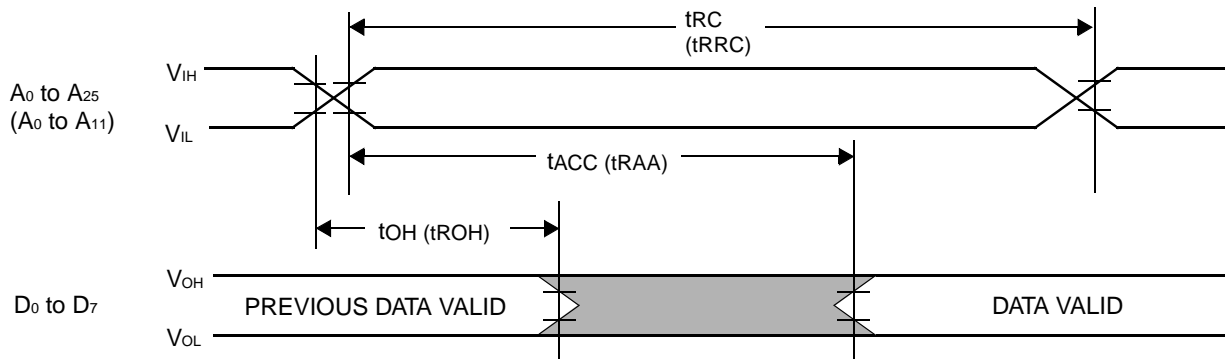 tRC
(tRRC)
VIH
A0 to A25
(A0 to A11)
VIL
tACC (tRAA)
tOH (tROH)
VOH
D0 to D7
PREVIOUS DATA VALID
DATA VALID
VOL